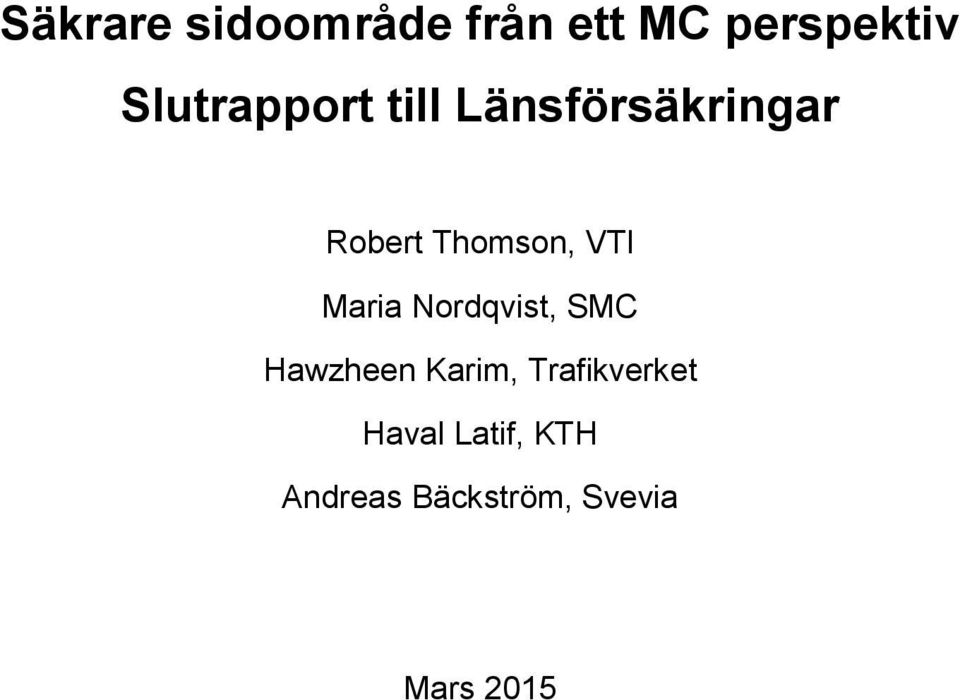 Säkrare sidoområde från ett MC perspektiv
Slutrapport till Länsförsäkringar
Robert Thomson, VTI
Maria Nordqvist, SMC
Hawzheen Karim, Trafikverket
Haval Latif, KTH
Andreas Bäckström, Svevia
Mars 2015